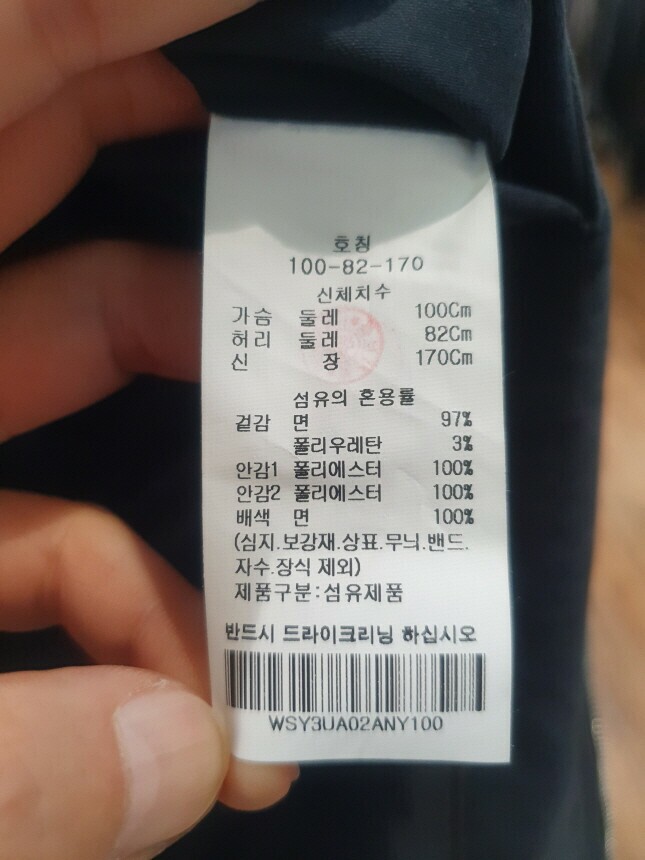 호칭
100-82-170
신체치수
가슴 둘레 100Cm
허리 둘레 82Cm
신 장 170Cm
섬유의 혼용률
겉감 면 97%
폴리우레탄 3%
안감1 폴리에스터 100%
안감2 폴리에스터 100%
배색 면 100%
(심지.보강재.상표.무늬.밴드.
자수.장식 제외)
제품구분:섬유제품
반드시 드라이크리닝 하십시오
WSY3UA02ANY100